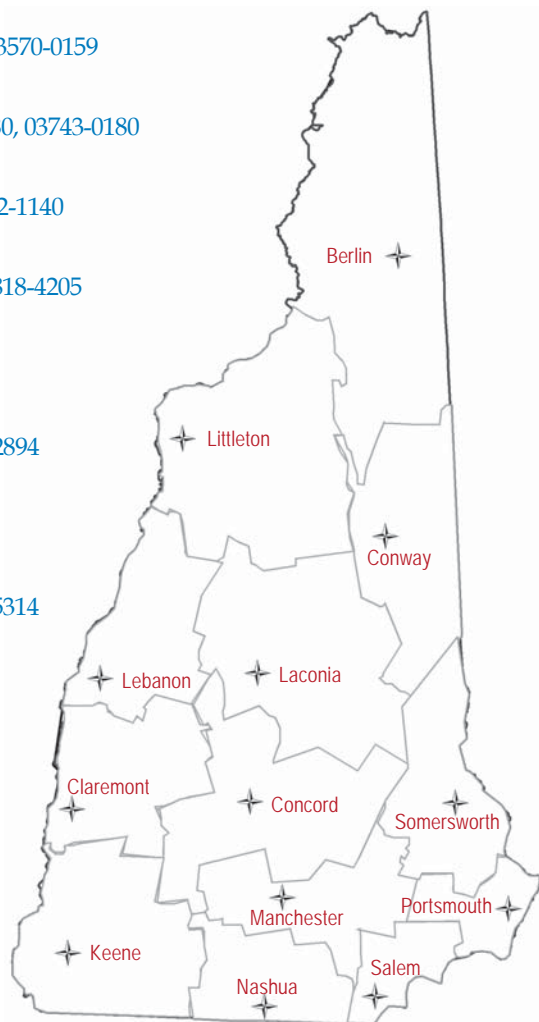 3570-0159
0, 03743-0180
2-1140
818-4205
2894
5314
Berlin
Littleton
Conway
Lebanon
Laconia
Claremont
Concord
Somersworth
Manchester
Portsmouth
Keene
Nashua
Salem